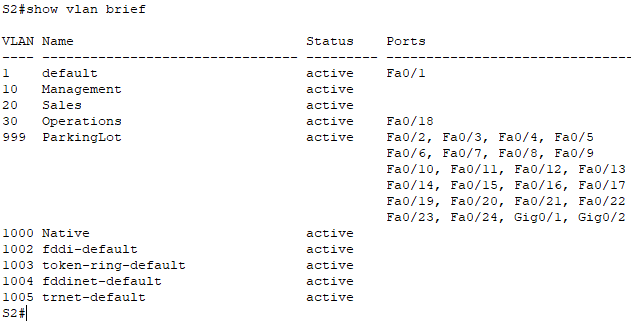 S2#show vlan brief
VLAN Name                             Status    Ports
---- -------------------------------- --------- -------------------------------
1    default                          active    Fa0/1
10   Management                       active
20   Sales                            active
30   Operations                       active    Fa0/18
999  ParkingLot                       active    Fa0/2, Fa0/3, Fa0/4, Fa0/5
                                                Fa0/6, Fa0/7, Fa0/8, Fa0/9
                                                Fa0/10, Fa0/11, Fa0/12, Fa0/13
                                                Fa0/14, Fa0/15, Fa0/16, Fa0/17
                                                Fa0/19, Fa0/20, Fa0/21, Fa0/22
                                                Fa0/23, Fa0/24, Gig0/1, Gig0/2
1000 Native                           active
1002 fddi-default                     active
1003 token-ring-default               active
1004 fddinet-default                  active
1005 trnet-default                    active
S2#